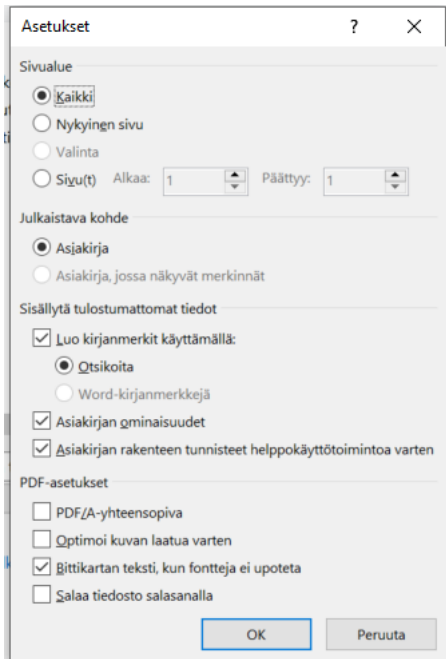 Asetukset ? ×
Sivualue
Kaikki
Nykyinen sivu
Valinta
Sivu(t) Alkaa: 1 Päättyy: 1
Julkaistava kohde
Asiakirja
Asiakirja, jossa näkyvät merkinnät
Sisällytä tulostumattomat tiedot
Luo kirjanmerkit käyttämällä:
Otsikoita
Word-kirjanmerkkejä
Asiakirjan ominaisuudet
Asiakirjan rakenteen tunnisteet helppokäyttötoimintoa varten
PDF-asetukset
PDF/A-yhteensopiva
Optimoi kuvan laatua varten
Bittikartan teksti, kun fontteja ei upoteta
Salaa tiedosto salasanalla
OK Peruuta